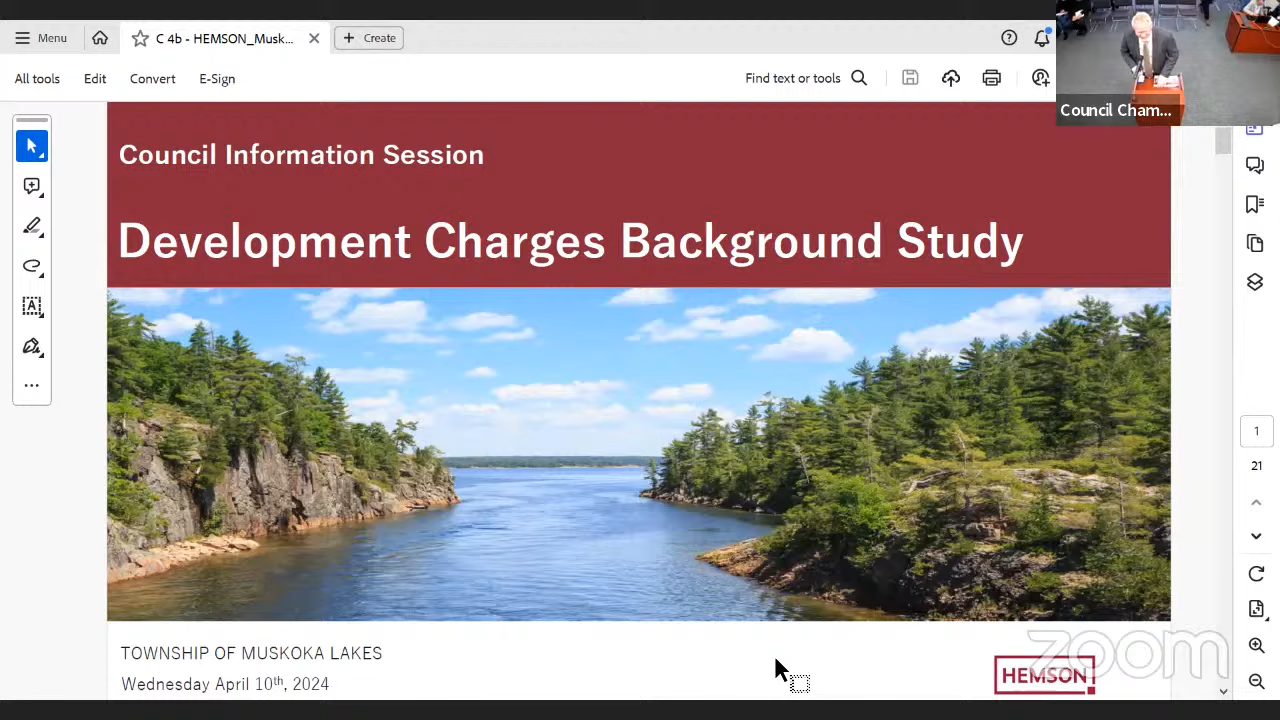 Menu
C 4b - HEMSON_Musk...
Create
All tools
Edit
Convert
E-Sign
Find text or tools
Council Cham...
Council Information Session
Development Charges Background Study
1
21
TOWNSHIP OF MUSKOKA LAKES
Wednesday April 10th, 2024
HEMSON
zoom